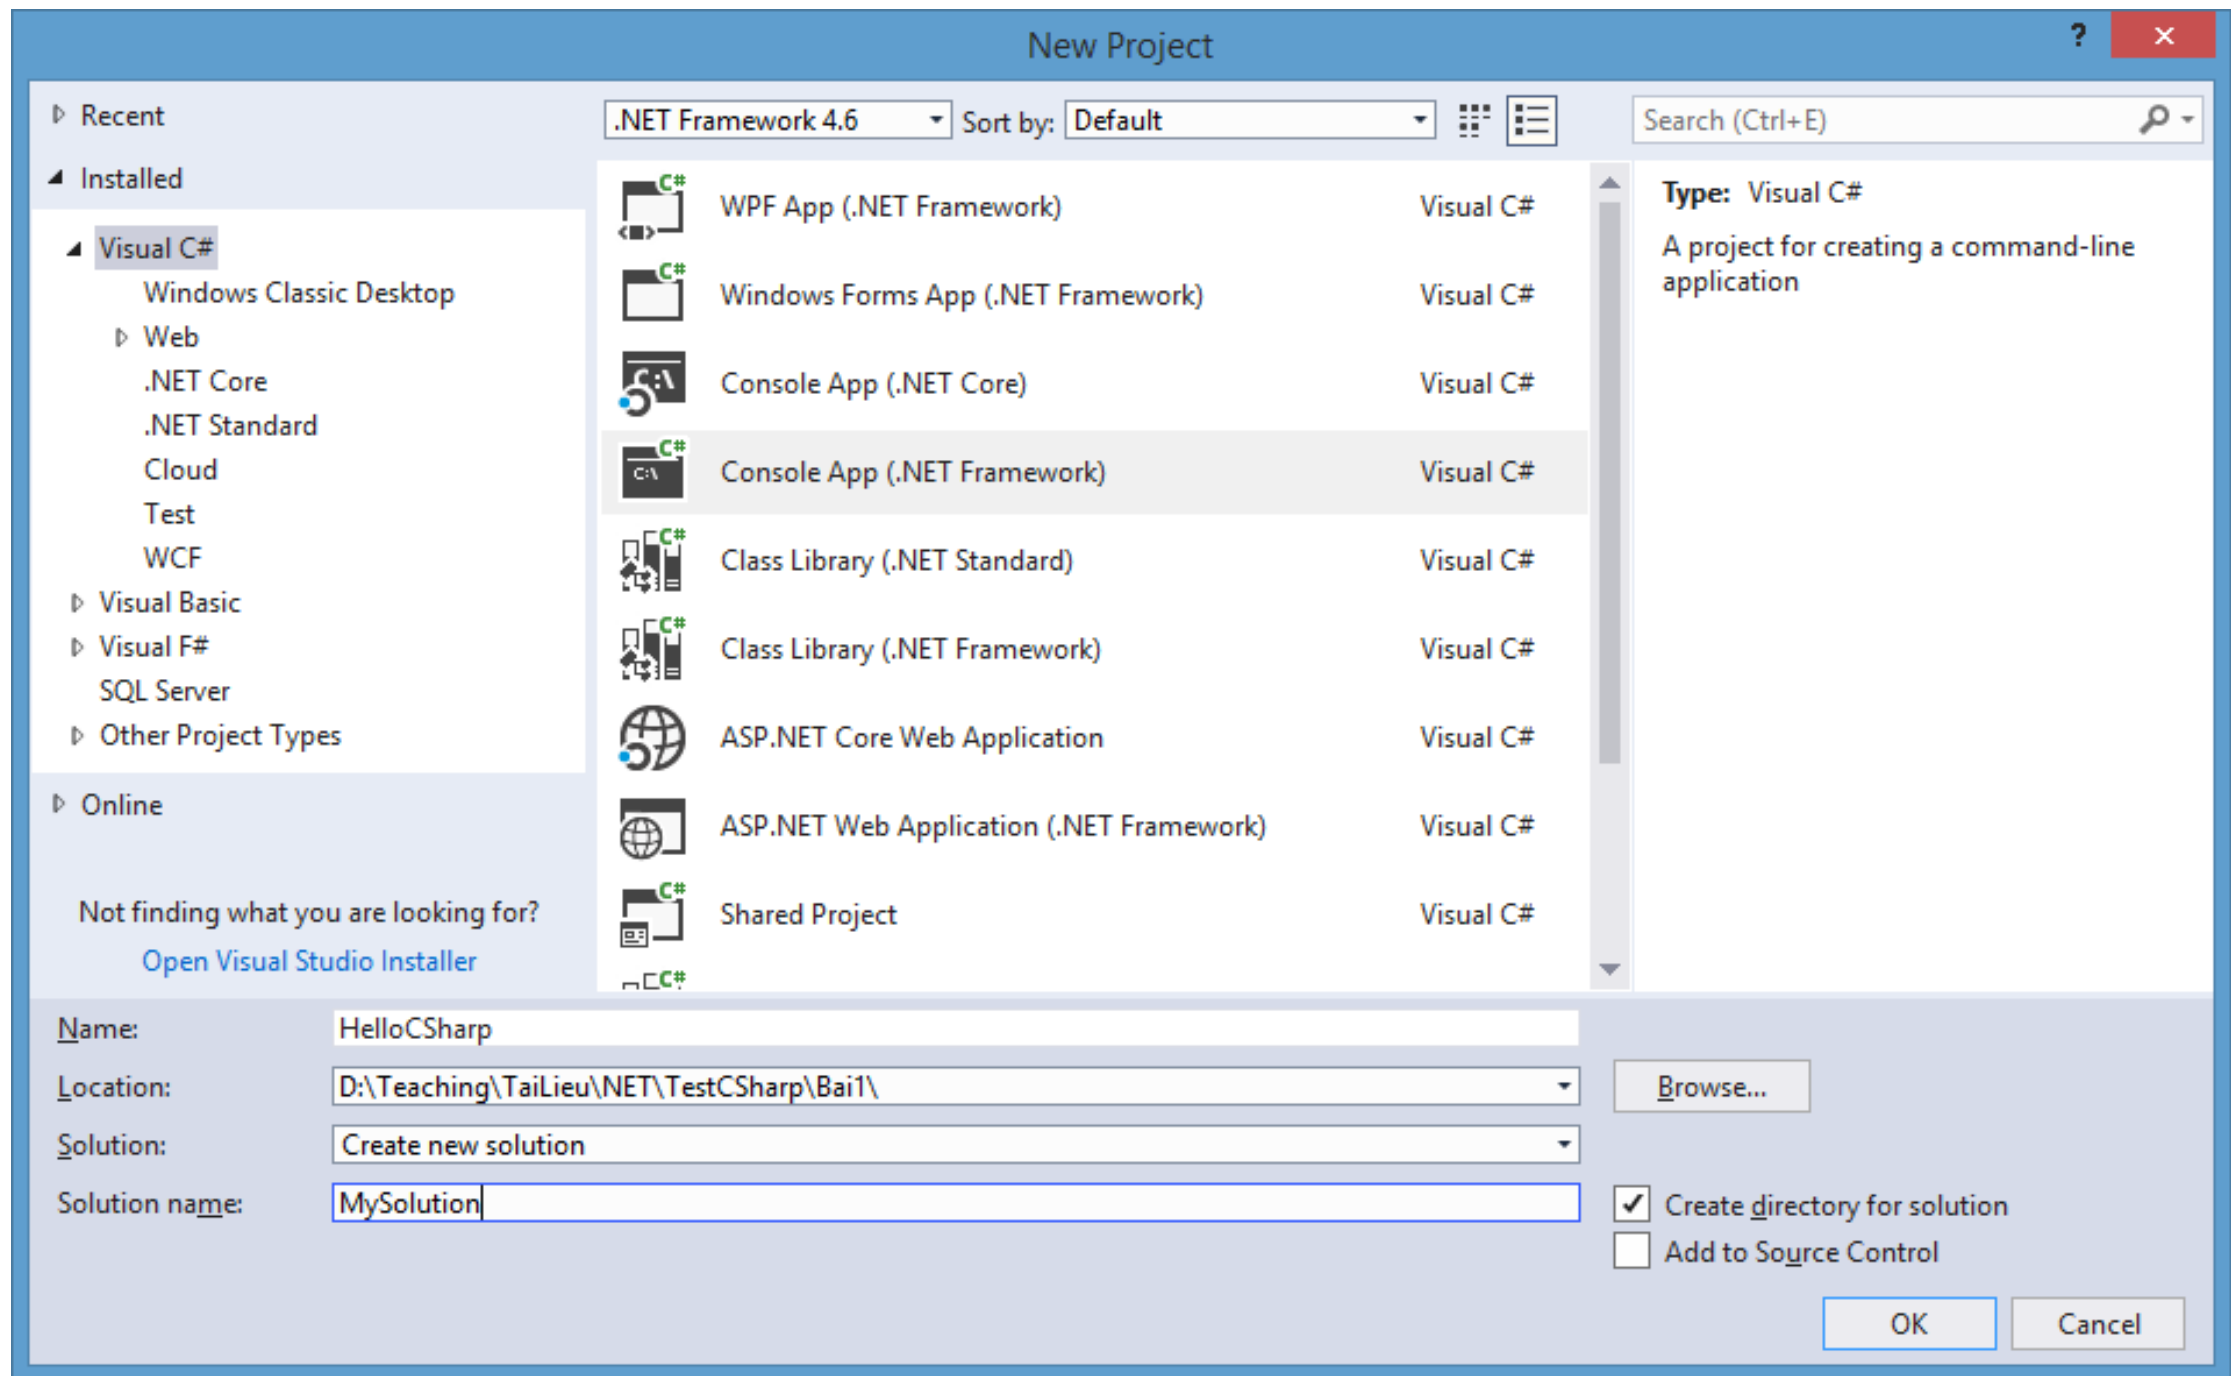 New Project
?
Recent
Installed
Visual C#
Windows Classic Desktop
Web
.NET Core
.NET Standard
Cloud
Test
WCF
Visual Basic
Visual F#
SQL Server
Other Project Types
Online
Not finding what you are looking for?
Open Visual Studio Installer
.NET Framework 4.6 Sort by: Default
Search (Ctrl+E)
C# WPF App (.NET Framework) Visual C#
C# Windows Forms App (.NET Framework) Visual C#
C:\ Console App (.NET Core) Visual C#
C# C:\ Console App (.NET Framework) Visual C#
C# Class Library (.NET Standard) Visual C#
C# Class Library (.NET Framework) Visual C#
ASP.NET Core Web Application Visual C#
ASP.NET Web Application (.NET Framework) Visual C#
C# Shared Project Visual C#
C#
Type: Visual C#
A project for creating a command-line
application
Name: HelloCSharp
Location: D:\Teaching\TaiLieu\NET\TestCSharp\Bai1\ Browse...
Solution: Create new solution
Solution name: MySolution
Create directory for solution
Add to Source Control
OK Cancel